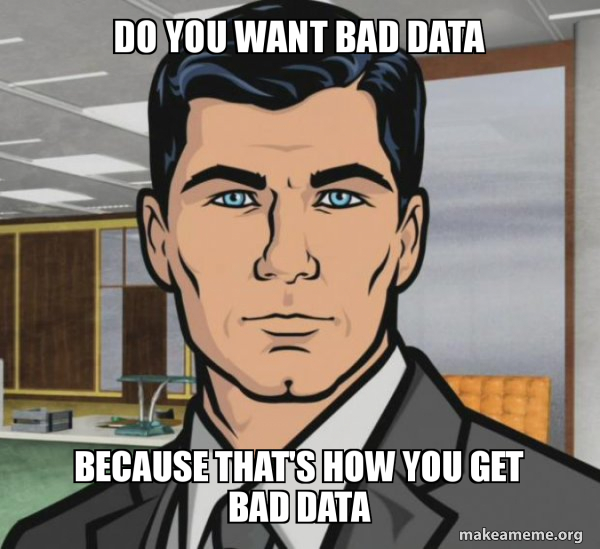 DO YOU WANT BAD DATA
BECAUSE THAT'S HOW YOU GET
BAD DATA
makeameme.org